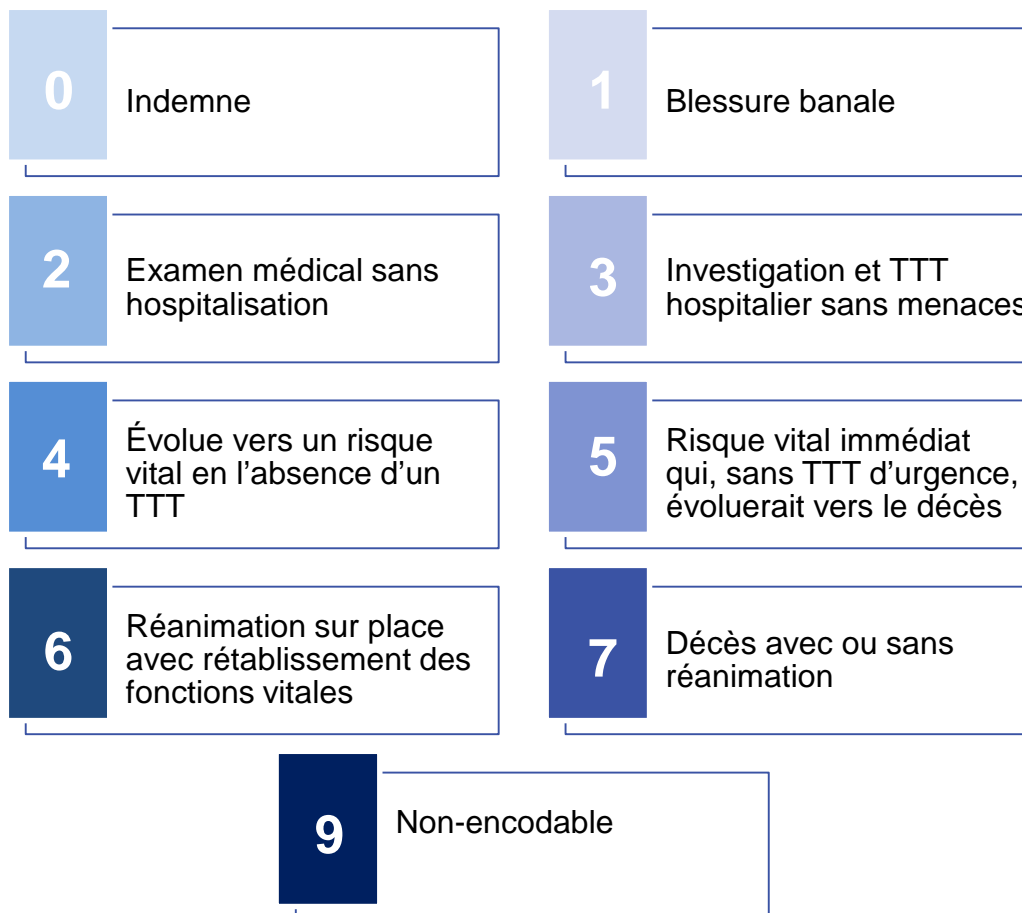 0
Indemne
1
Blessure banale
2
Examen médical sans
hospitalisation
3
Investigation et TTT
hospitalier sans menaces
4
Évolue vers un risque
vital en l’absence d’un
TTT
5
Risque vital immédiat
qui, sans TTT d’urgence,
évoluerait vers le décès
6
Réanimation sur place
avec rétablissement des
fonctions vitales
7
Décès avec ou sans
réanimation
9
Non-encodable